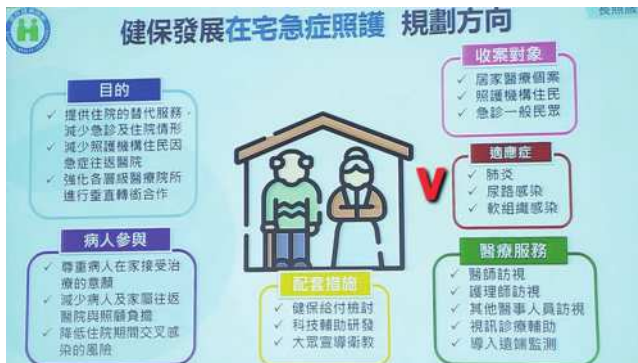 健保發展在宅急症照護 規劃方向
目的
✓ 提供住院的替代服務,
減少急診及住院情形
✓ 減少照護機構住民因
急症往返醫院
✓ 強化各層級醫療院所
進行垂直轉銜合作
病人參與
✓ 尊重病人在家接受治
療的意願
✓ 減少病人及家屬往返
醫院與照顧負擔
✓ 降低住院期間交叉感
染的風險
配套措施
✓ 健保給付檢討
✓ 科技輔助研發
✓ 大眾宣導衛教
收案對象
✓ 居家醫療個案
✓ 照護機構住民
✓ 急診一般民眾
V
適應症
✓ 肺炎
✓ 尿路感染
✓ 軟組織感染
醫療服務
✓ 醫師訪視
✓ 護理師訪視
✓ 其他醫事人員訪視
✓ 視訊診療輔助
✓ 導入遠端監測